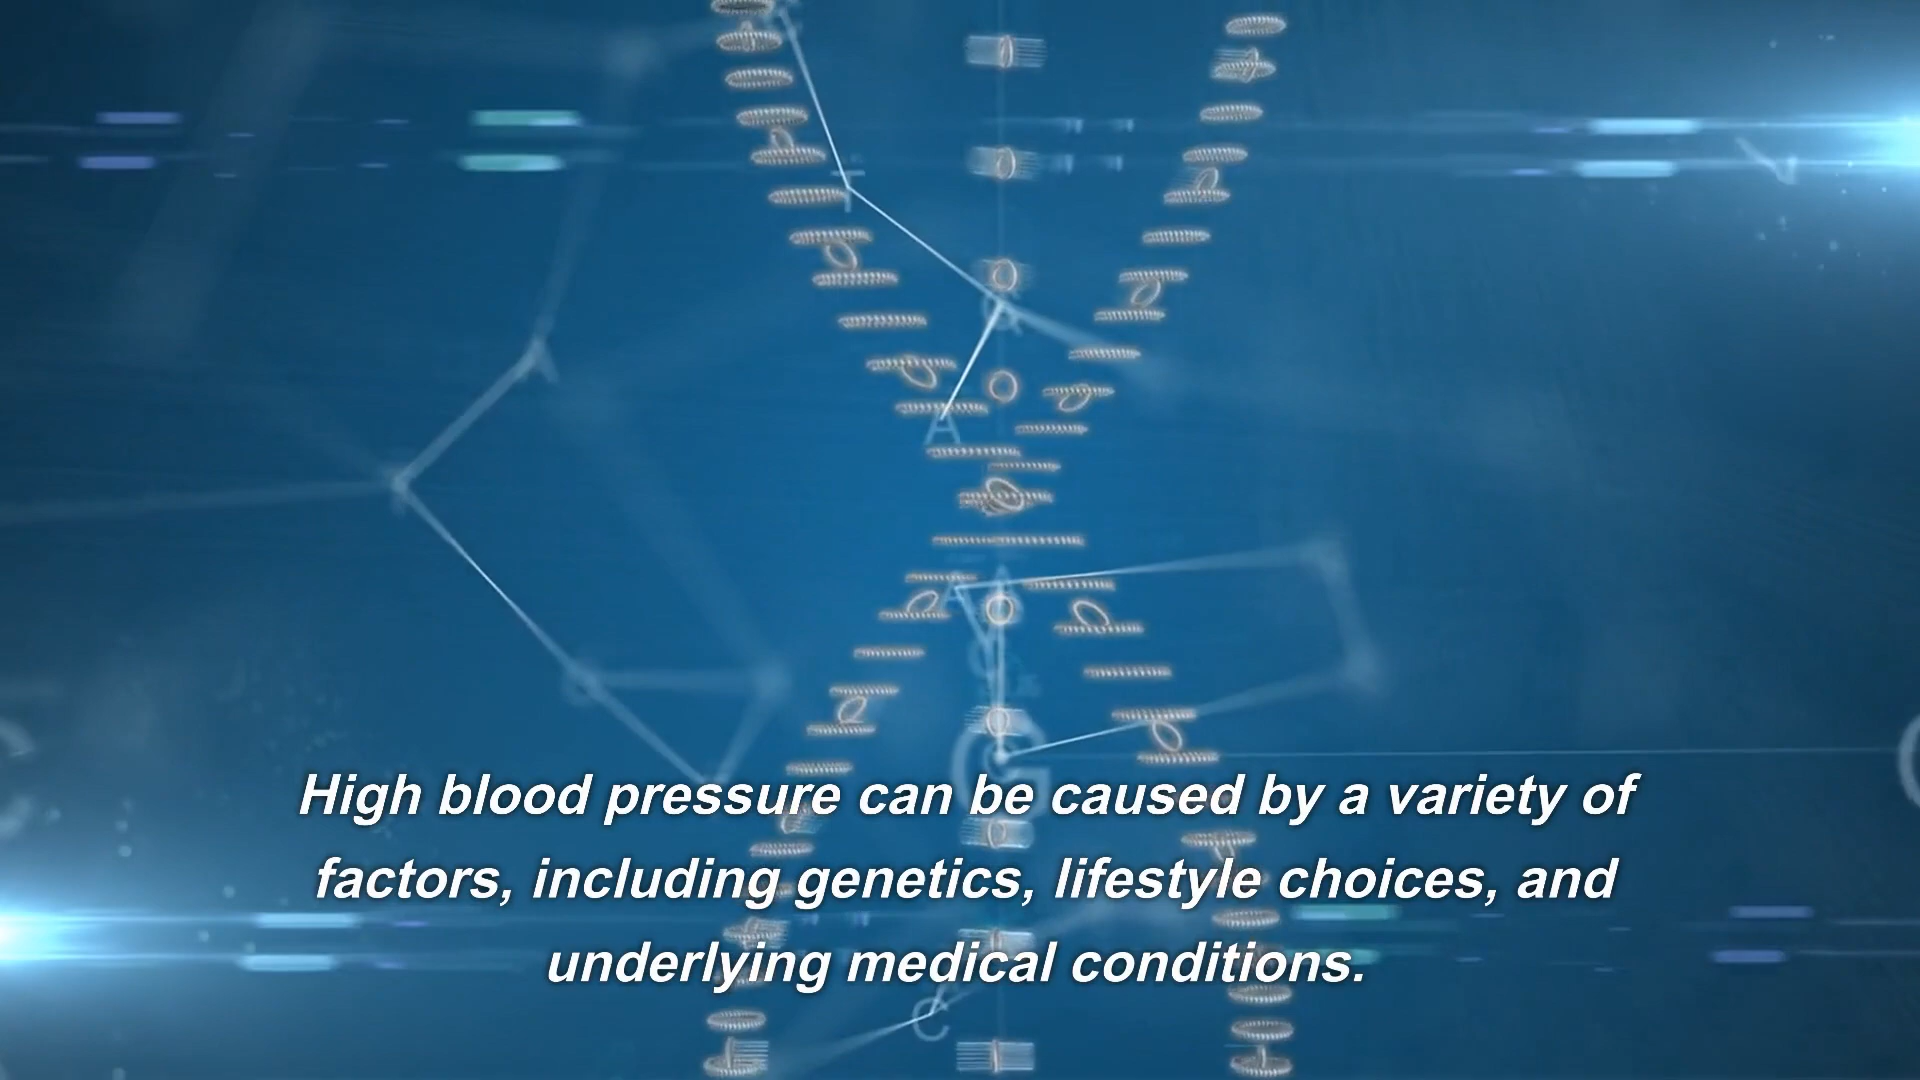 T
A
A
G
High blood pressure can be caused by a variety of
factors, including genetics, lifestyle choices, and
underlying medical conditions.
C